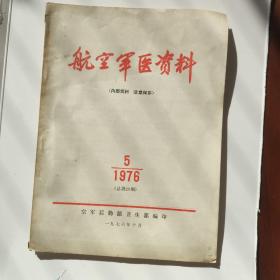 航空军医资料
(内部资料 注意保存)
5
1976
(总第25期)
空军后勤部卫生部编印
一九七六年十月